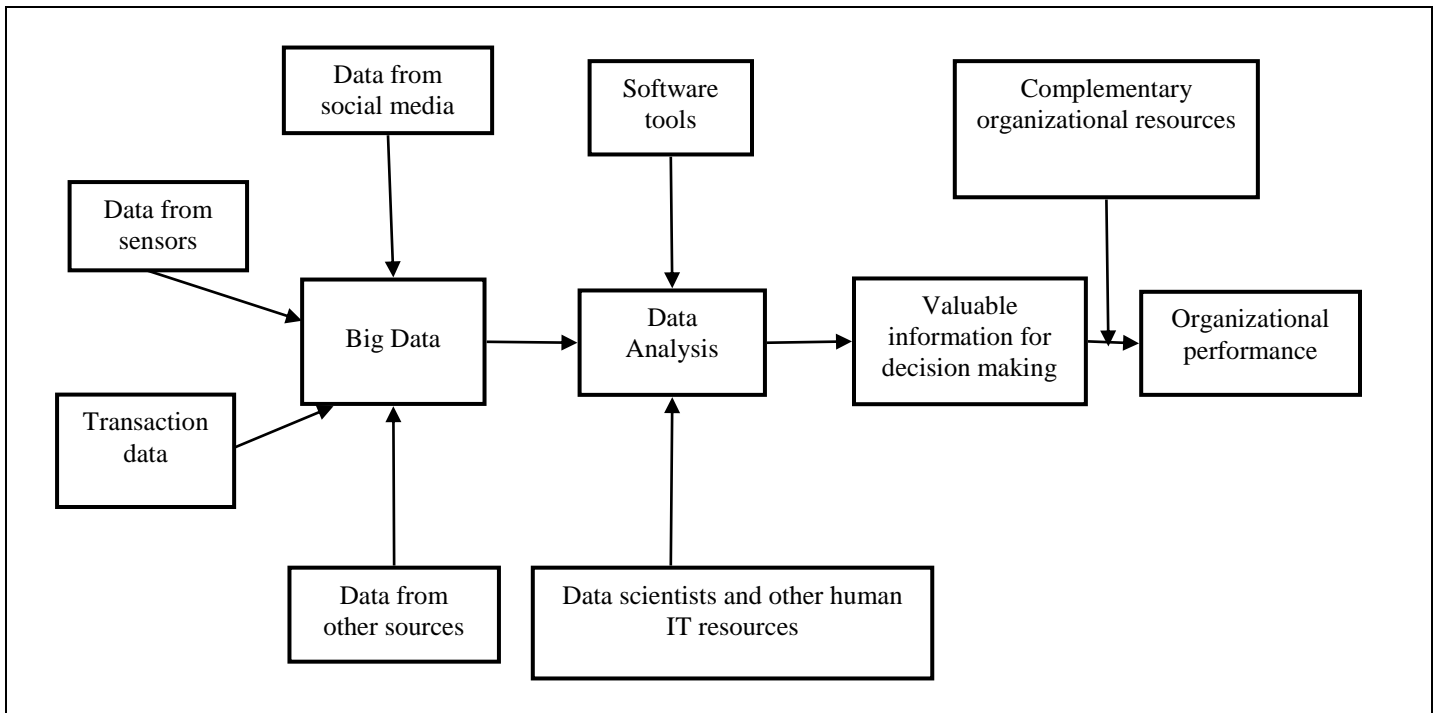 Data from
social media
Software
tools
Complementary
organizational resources
Data from
sensors
Big Data
Data
Analysis
Valuable
information for
decision making
Organizational
performance
Transaction
data
Data from
other sources
Data scientists and other human
IT resources